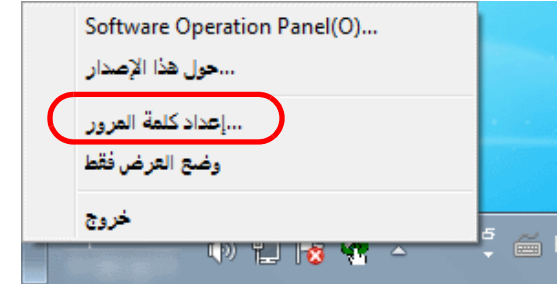 Software Operation Panel(O)...
حول هذا الإصدار...
إعداد كلمة المرور...
وضع العرض فقط
خروج